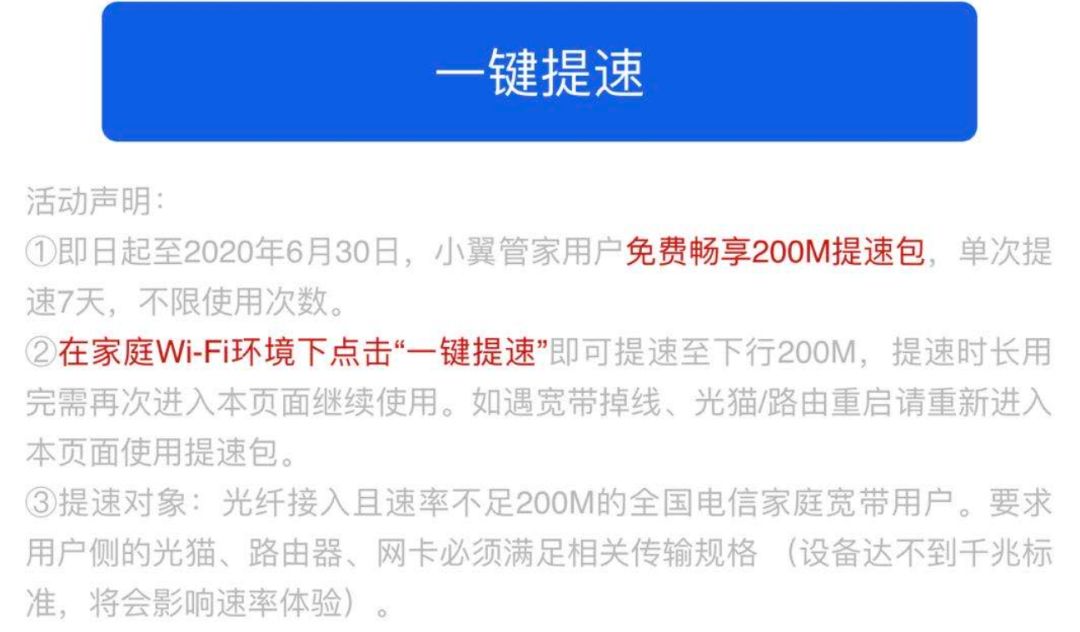 一键提速
活动声明：
①即日起至2020年6月30日，小翼管家用户免费畅享200M提速包，单次提
速7天，不限使用次数。
②在家庭Wi-Fi环境下点击“一键提速”即可提速至下行200M，提速时长用
完需再次进入本页面继续使用。如遇宽带掉线、光猫/路由重启请重新进入
本页面使用提速包。
③提速对象：光纤接入且速率不足200M的全国电信家庭宽带用户。要求
用户侧的光猫、路由器、网卡必须满足相关传输规格 （设备达不到千兆标
准，将会影响速率体验）。